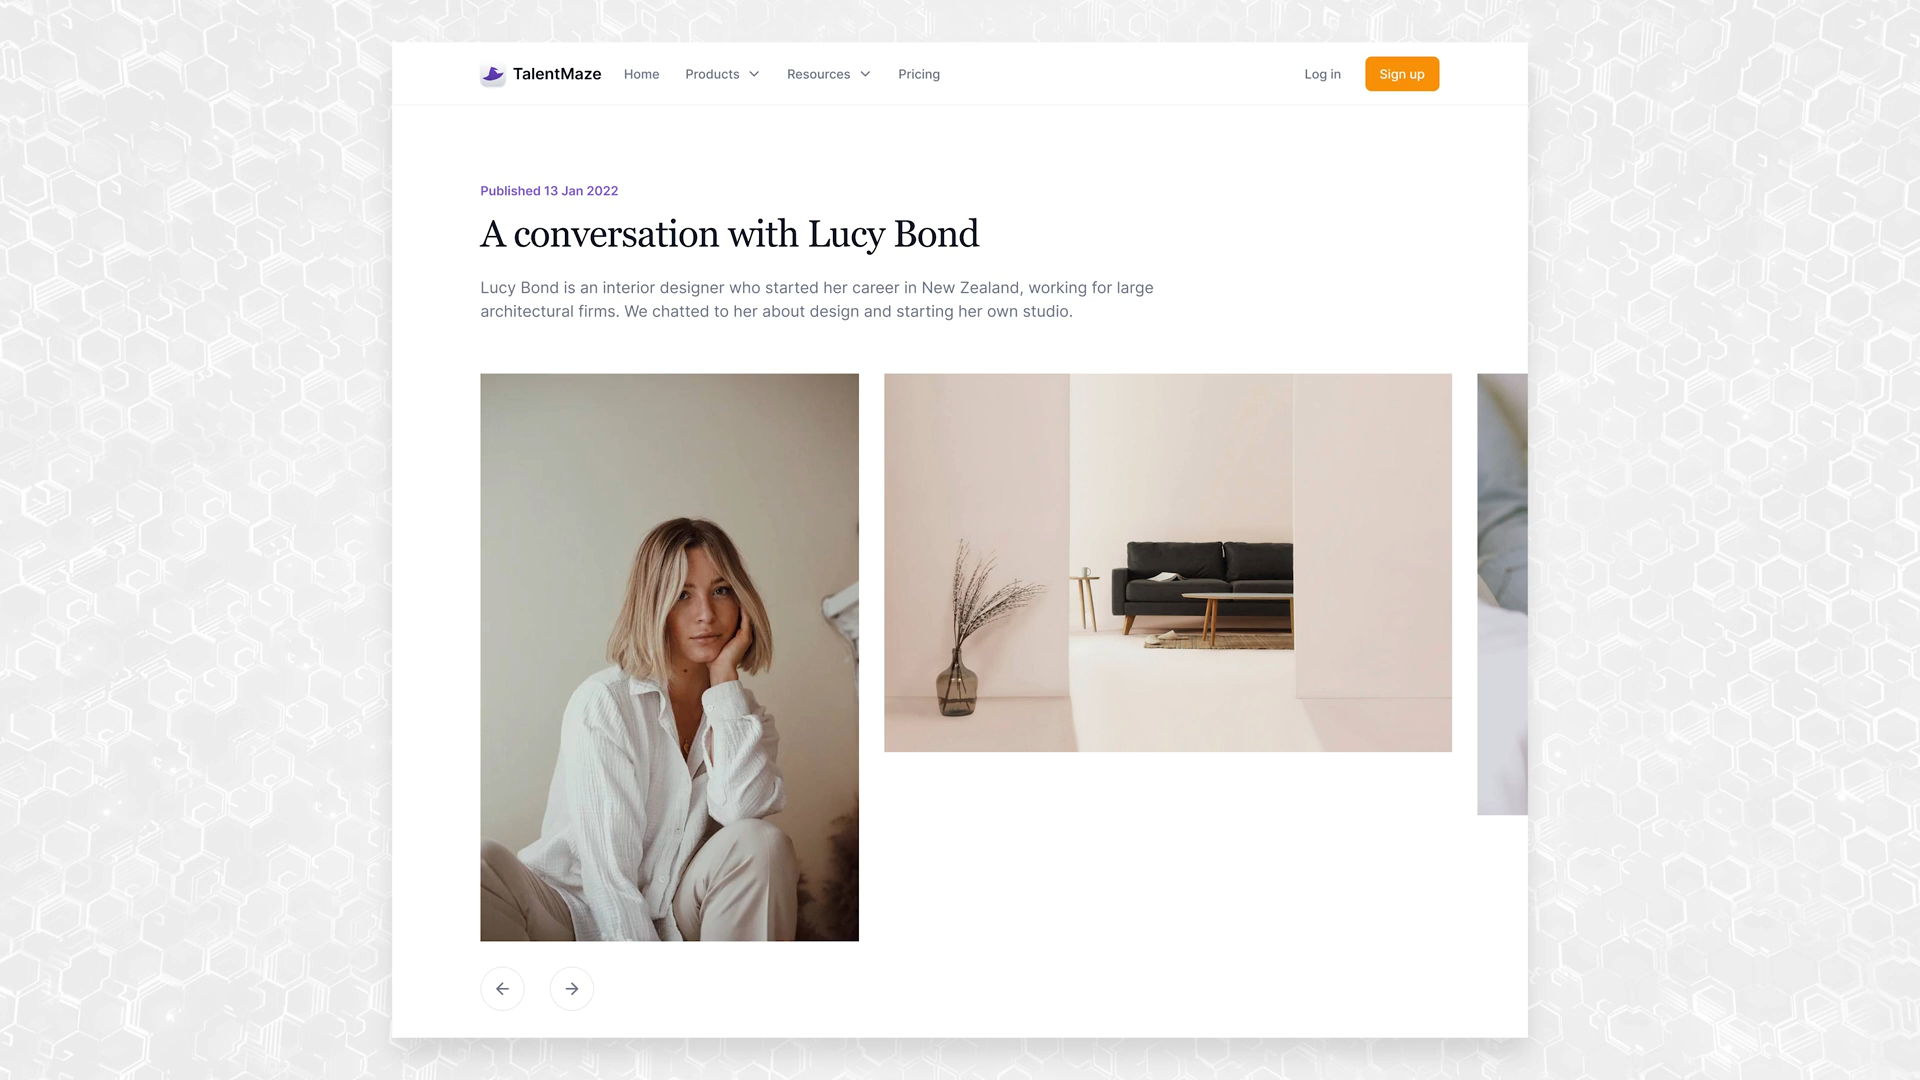 TalentMaze
Home
Products
Resources
Pricing
Log in
Sign up
Published 13 Jan 2022
A conversation with Lucy Bond
Lucy Bond is an interior designer who started her career in New Zealand, working for large
architectural firms. We chatted to her about design and starting her own studio.